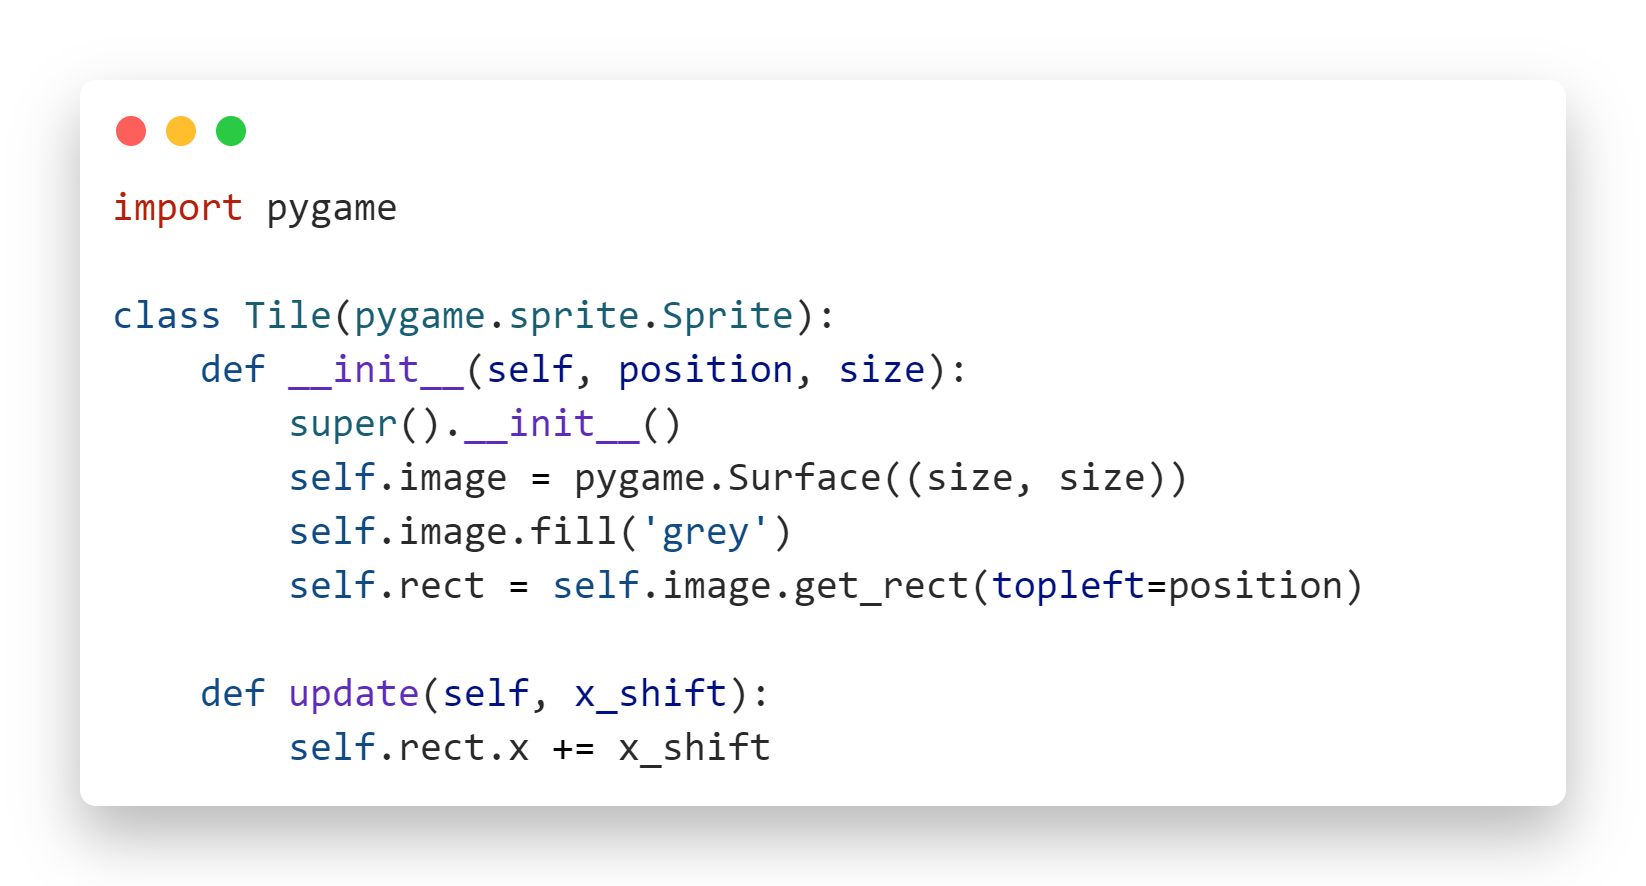 import pygame

class Tile(pygame.sprite.Sprite):
    def __init__(self, position, size):
        super().__init__()
        self.image = pygame.Surface((size, size))
        self.image.fill('grey')
        self.rect = self.image.get_rect(topleft=position)

    def update(self, x_shift):
        self.rect.x += x_shift